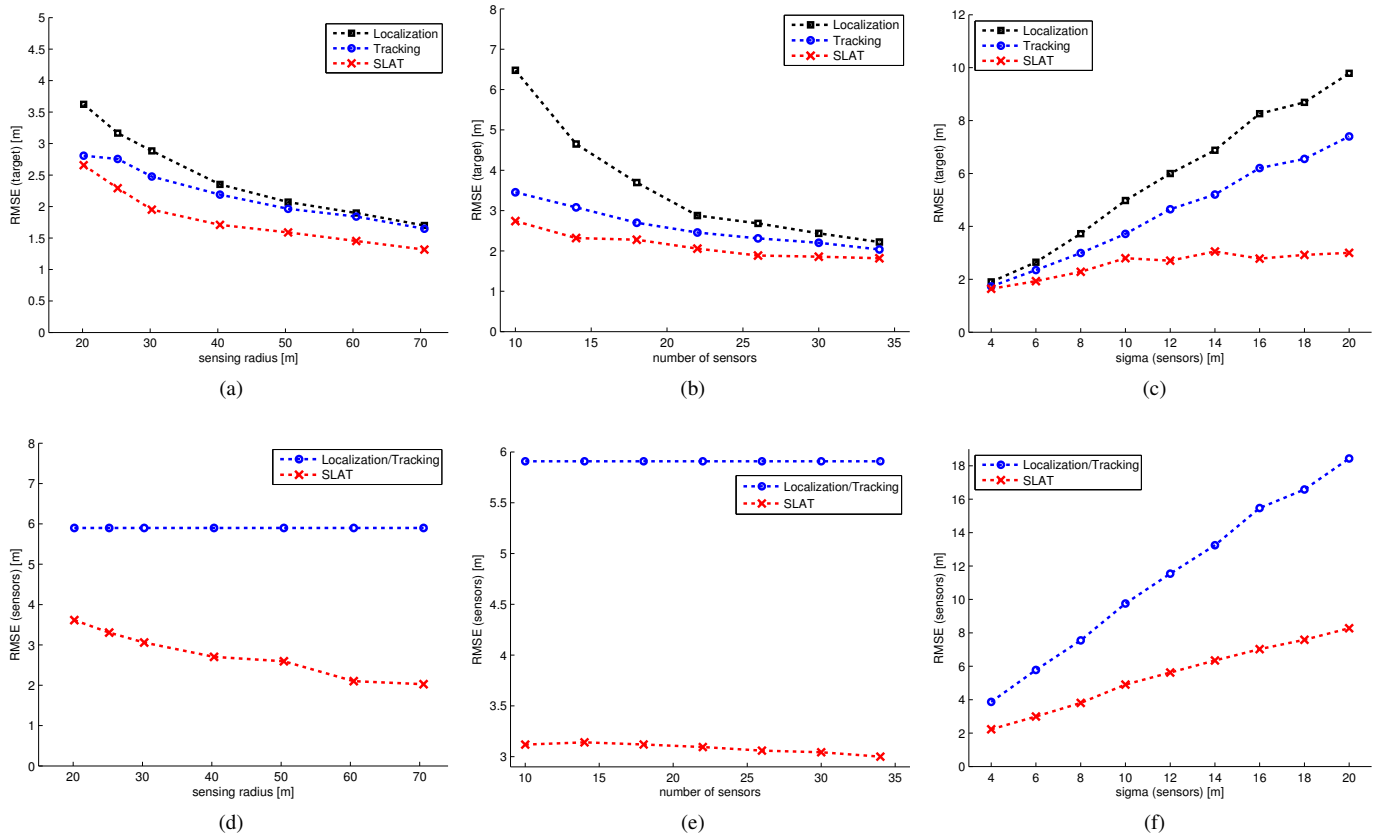 5
4.5
4
3.5
3
2.5
2
1.5
1
0.5
0
RMSE (target) [m]
Localization
Tracking
SLAT
20 30 40 50 60 70
sensing radius [m]
(a)
8
7
6
5
4
3
2
1
0
RMSE (target) [m]
Localization
Tracking
SLAT
10 15 20 25 30 35
number of sensors
(b)
12
10
8
6
4
2
0
RMSE (target) [m]
Localization
Tracking
SLAT
4 6 8 10 12 14 16 18 20
sigma (sensors) [m]
(c)
8
7
6
5
4
3
2
1
0
RMSE (sensors) [m]
Localization/Tracking
SLAT
20 30 40 50 60 70
sensing radius [m]
(d)
6
5.5
5
4.5
4
3.5
3
RMSE (sensors) [m]
Localization/Tracking
SLAT
10 15 20 25 30 35
number of sensors
(e)
18
16
14
12
10
8
6
4
2
0
RMSE (sensors) [m]
Localization/Tracking
SLAT
4 6 8 10 12 14 16 18 20
sigma (sensors) [m]
(f)